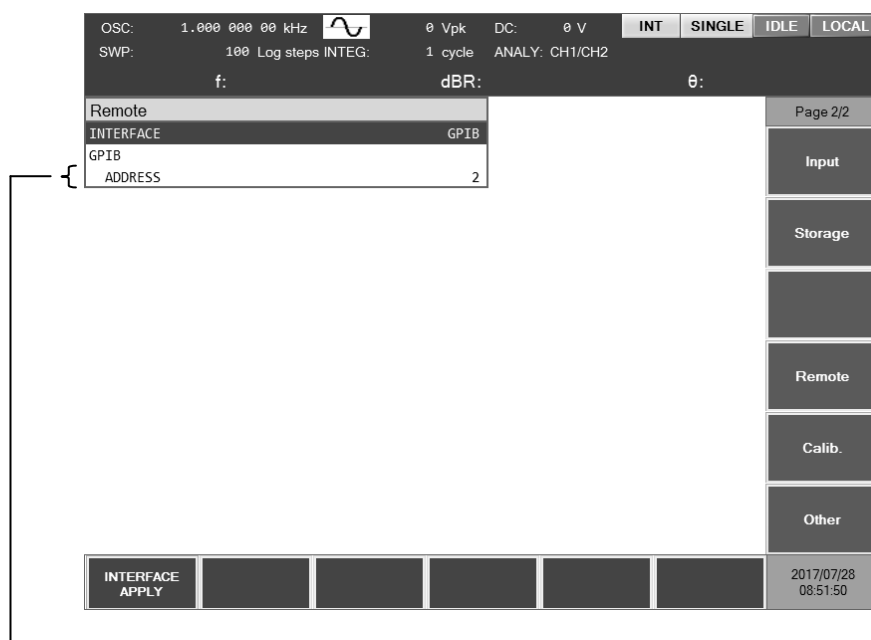 OSC: 1.000 000 00 kHz 0 Vpk DC: 0 V INT SINGLE IDLE LOCAL
SWP: 100 Log steps INTEG: 1 cycle ANALY: CH1/CH2
f: dBR: θ:
Remote
INTERFACE GPIB
GPIB
ADDRESS 2
Page 2/2
Input
Storage
Remote
Calib.
Other
INTERFACE
APPLY
2017/07/28
08:51:50